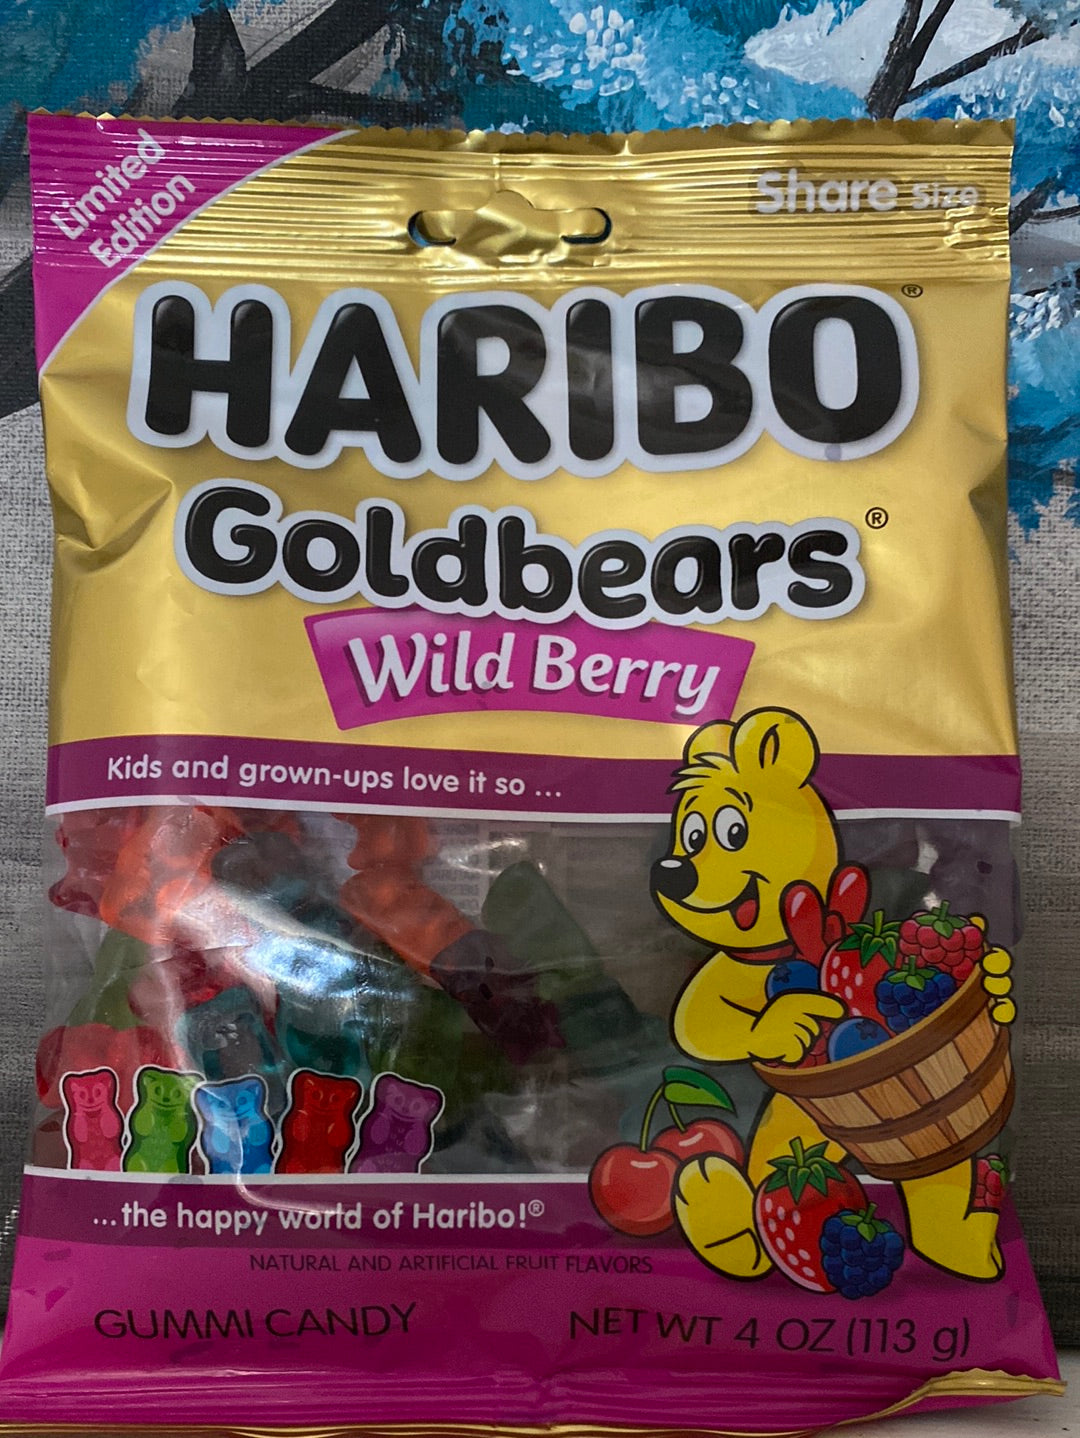 Limited
Edition
Share size
HARIBO®
Goldbears®
Wild Berry
Kids and grown-ups love it so ...
...the happy world of Haribo!®
NATURAL AND ARTIFICIAL FRUIT FLAVORS
GUMMI CANDY
NET WT 4 OZ (113 g)